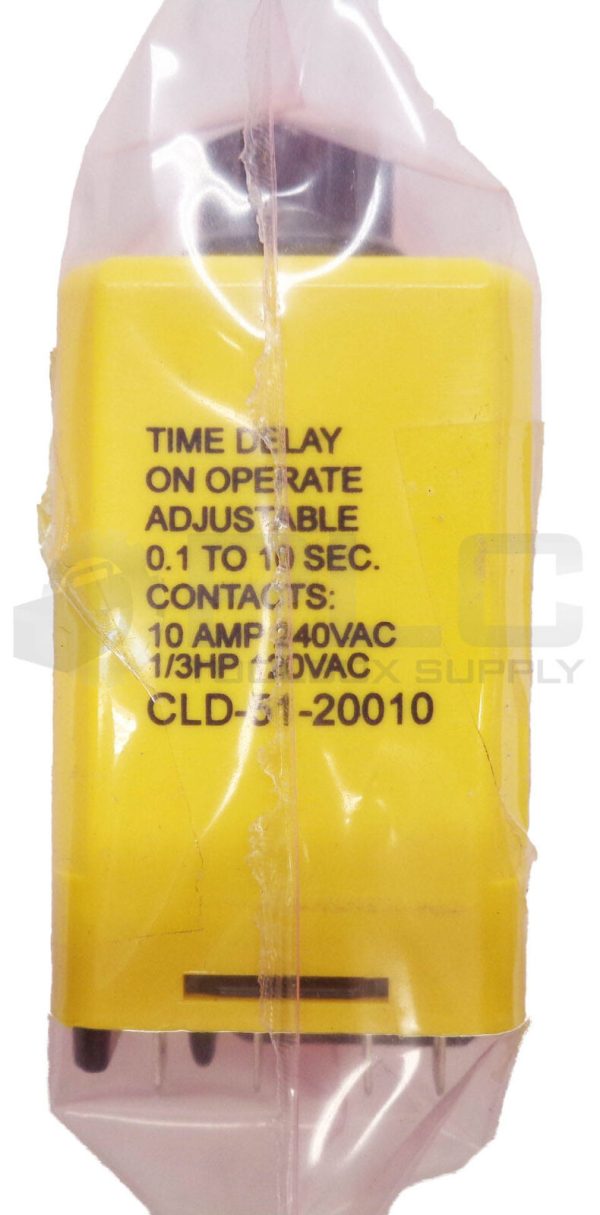 TIME DELAY
ON OPERATE
ADJUSTABLE
0.1 TO 10 SEC.
CONTACTS:
10 AMP 240VAC
1/3HP 120VAC
CLD-51-20010
SUPPLY